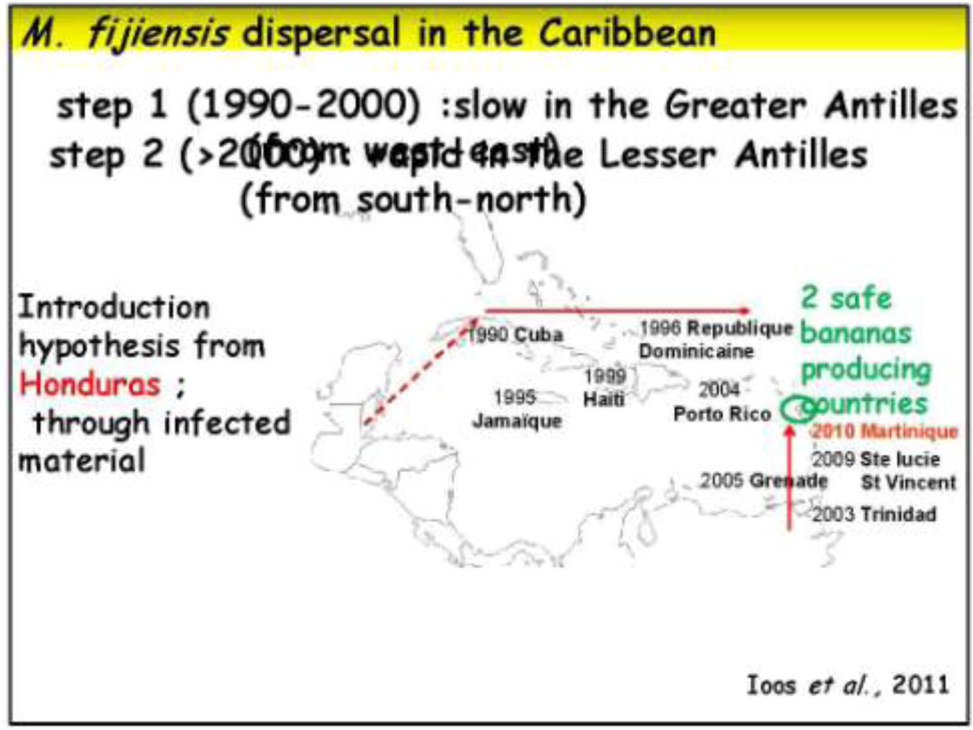 M. fijiensis dispersal in the Caribbean
step 1 (1990-2000) :slow in the Greater Antilles
(from west-east)
step 2 (>2000) : rapid in the Lesser Antilles
(from south-north)
Introduction
hypothesis from
Honduras ;
through infected
material
1990 Cuba
1996 Republique
Dominicaine
1999
Haiti
1995
Jamaïque
2004
Porto Rico
2 safe
bananas
producing
countries
2010 Martinique
2009 Ste lucie
St Vincent
2005 Grenade
2003 Trinidad
Ioos et al., 2011